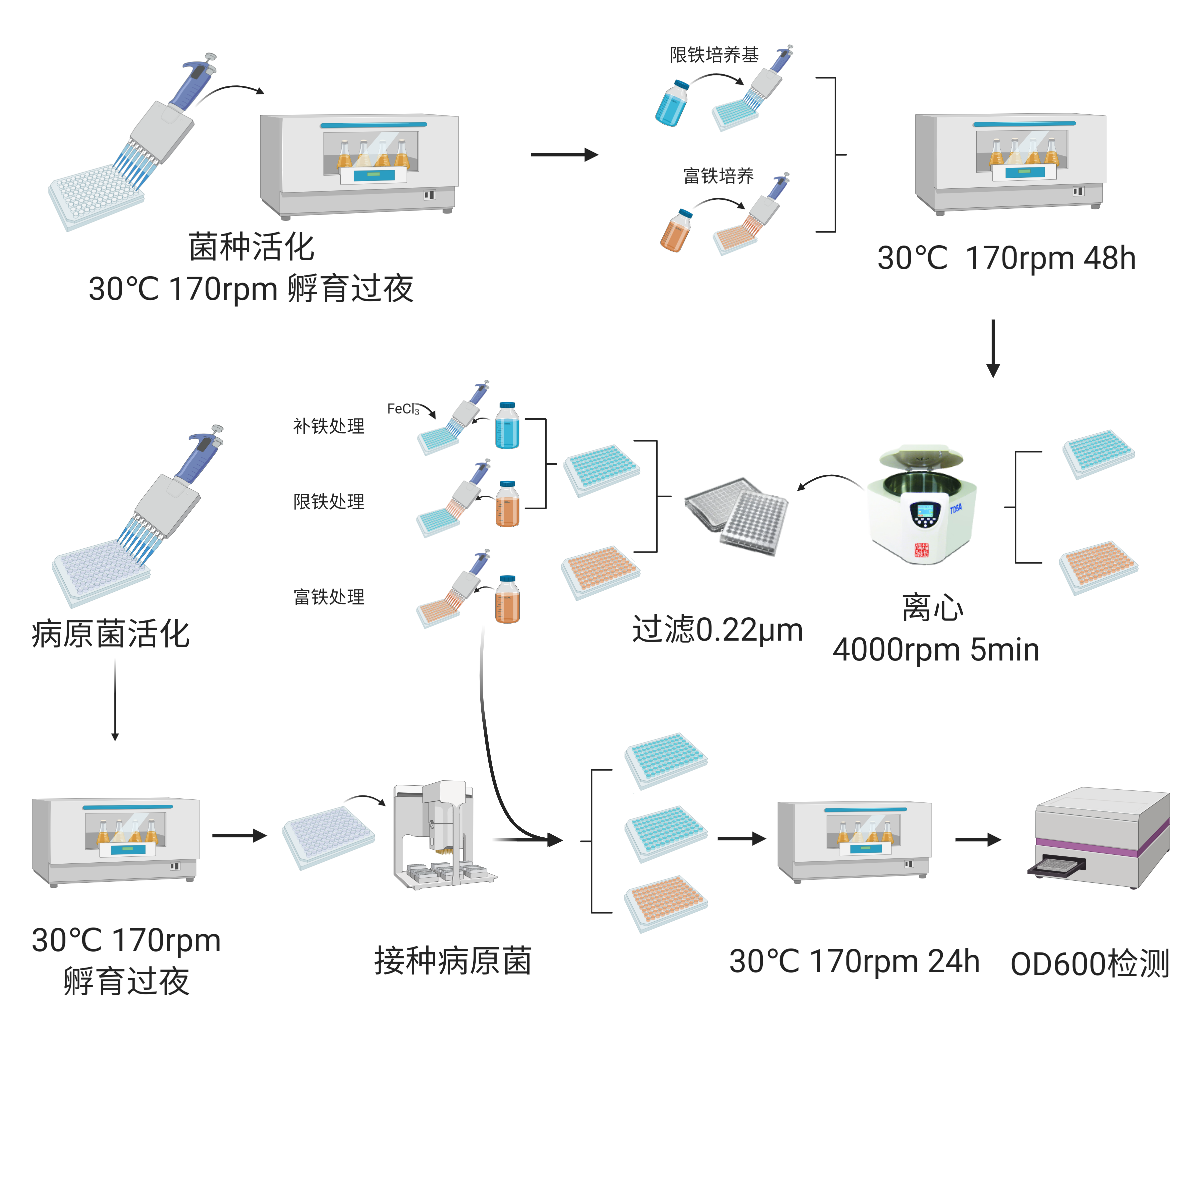 限铁培养基
富铁培养
菌种活化
30℃ 170rpm 孵育过夜
30℃ 170rpm 48h
FeCl₃
补铁处理
限铁处理
富铁处理
病原菌活化
过滤0.22μm
离心
4000rpm 5min
30℃ 170rpm
孵育过夜
接种病原菌
30℃ 170rpm 24h
OD600检测